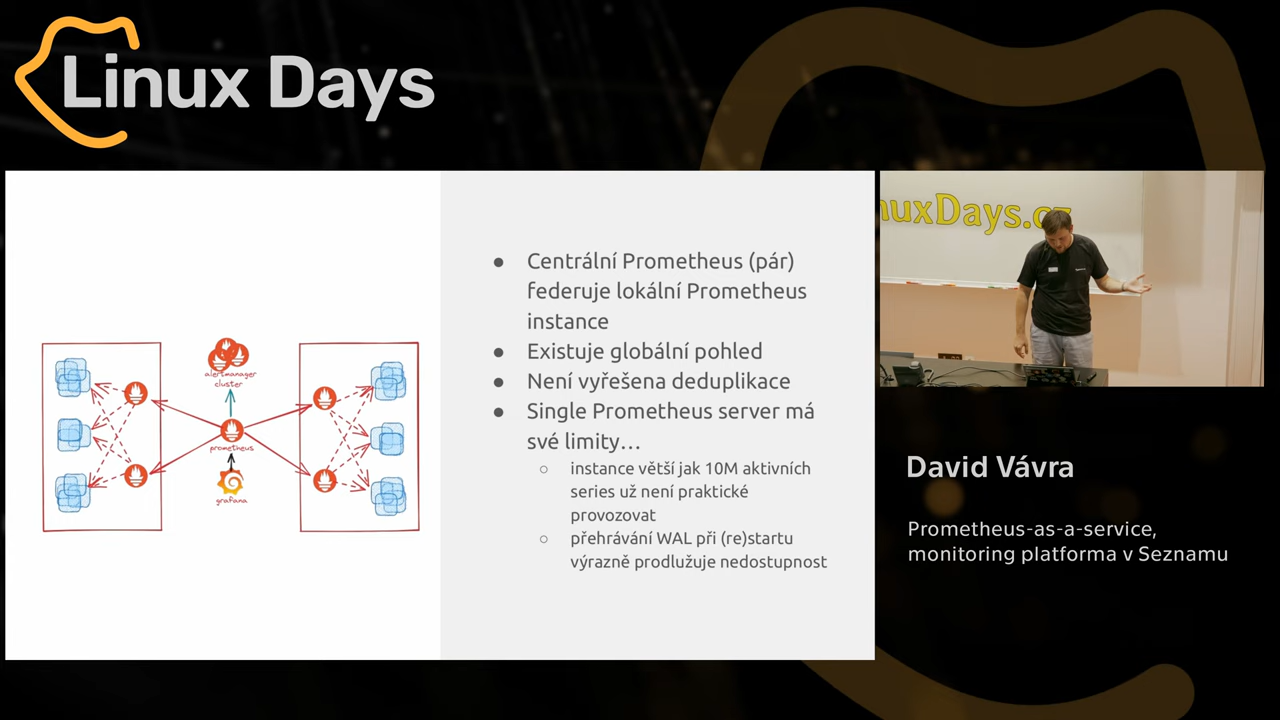 Linux Days
alertmanager
cluster
prometheus
grafana
● Centrální Prometheus (pár)
federuje lokální Prometheus
instance
● Existuje globální pohled
● Není vyřešena deduplikace
● Single Prometheus server má
své limity…
○ instance větší jak 10M aktivních
series už není praktické
provozovat
○ přehrávání WAL při (re)startu
výrazně prodlužuje nedostupnost
nuxDays.cz
David Vávra
Prometheus-as-a-service,
monitoring platforma v Seznamu